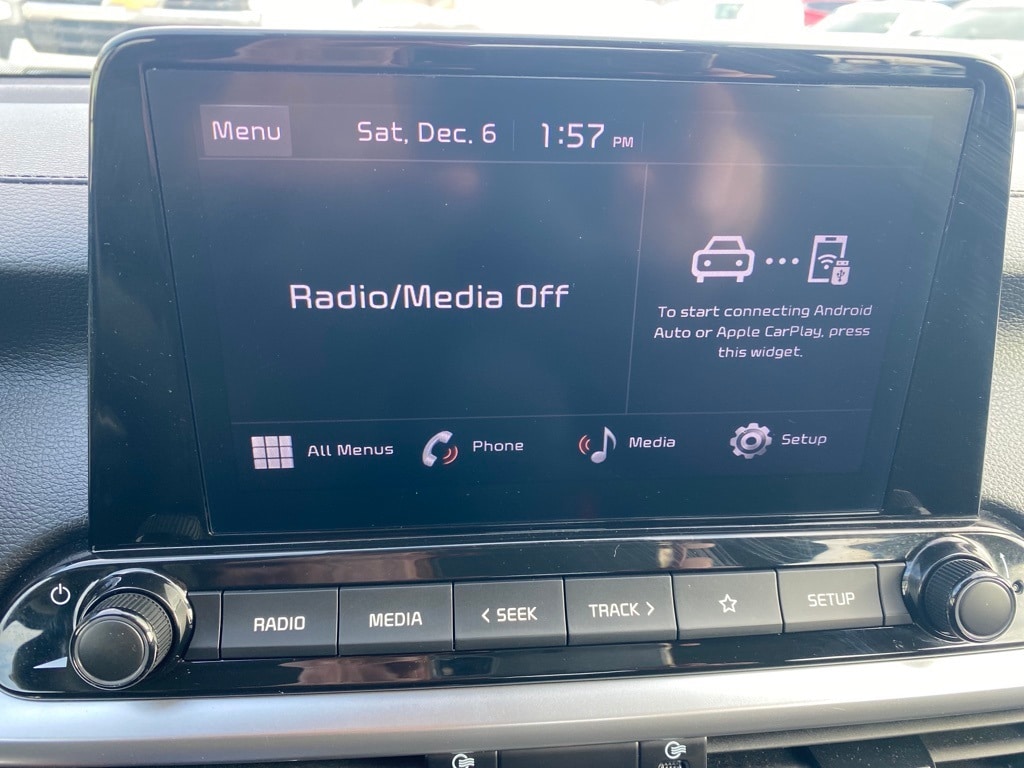 Menu
Sat, Dec. 6
1:57 PM
Radio/Media Off
To start connecting Android
Auto or Apple CarPlay, press
this widget.
All Menus
Phone
Media
Setup
RADIO
MEDIA
< SEEK
TRACK >
SETUP